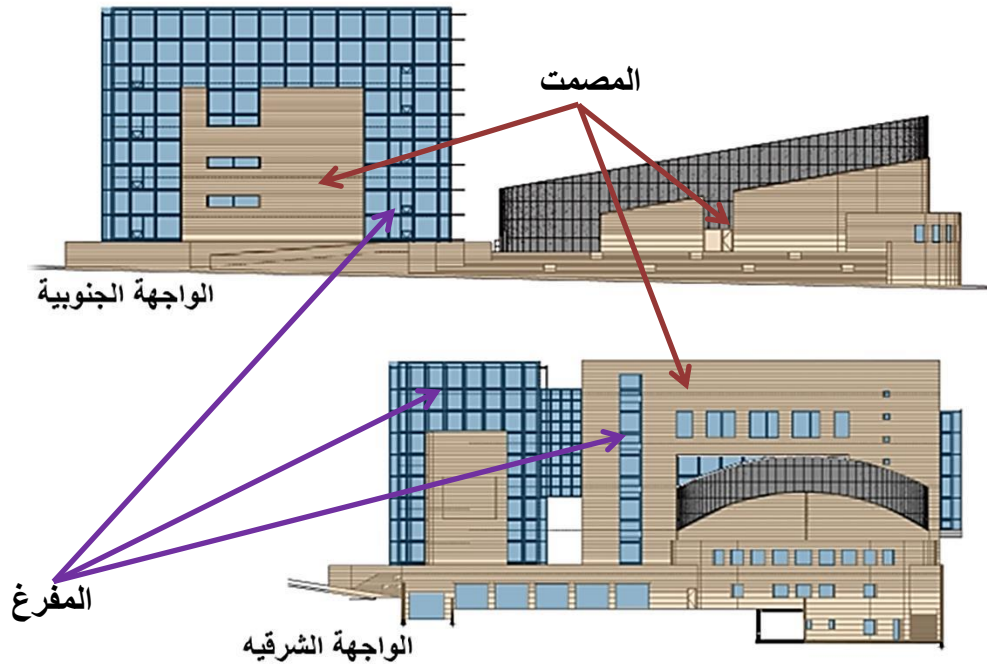 المصمت
الواجهة الجنوبية
المفرغ
الواجهة الشرقيه